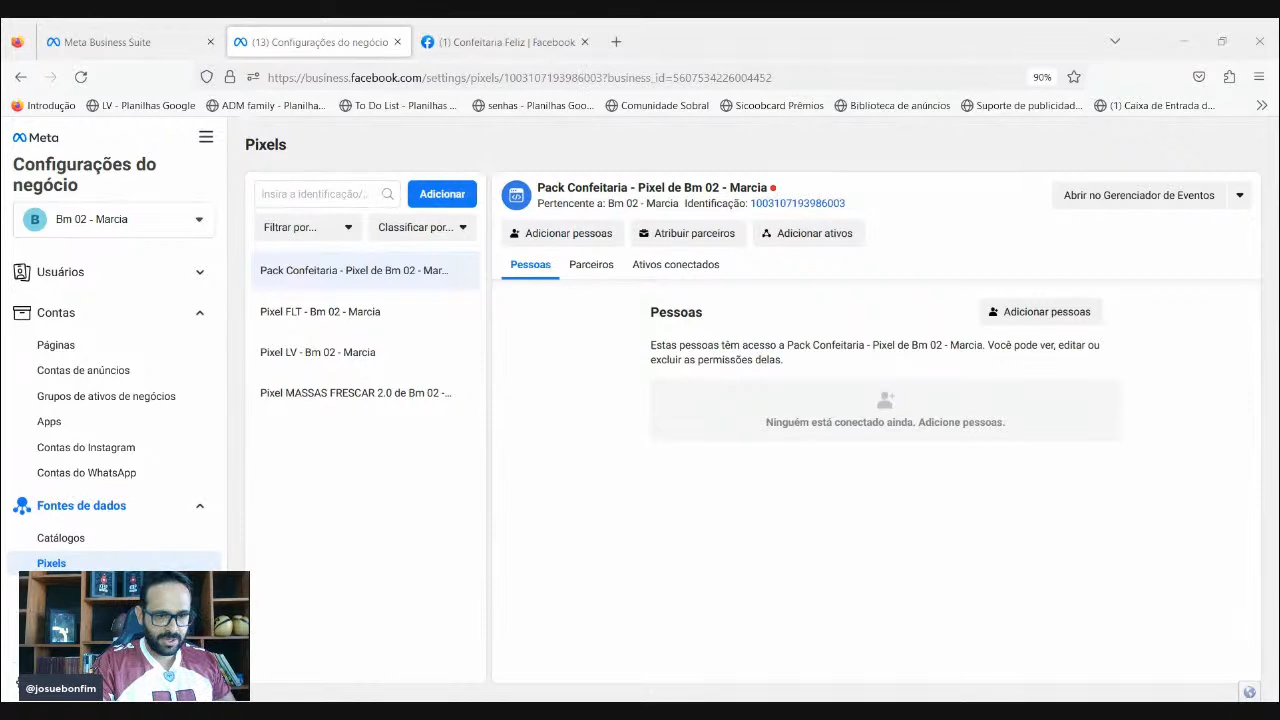 Meta Business Suite
(13) Configurações do negócio
(1) Confeitaria Feliz | Facebook
https://business.facebook.com/settings/pixels/1003107193986003?business_id=5607534226004452
90%
Introdução
LV - Planilhas Google
ADM family - Planilha...
To Do List - Planilhas ...
senhas - Planilhas Goo...
Comunidade Sobral
Sicoobcard Prêmios
Biblioteca de anúncios
Suporte de publicidad...
(1) Caixa de Entrada d...
Meta
Configurações do
negócio
B
Bm 02 - Marcia
Usuários
Contas
Páginas
Contas de anúncios
Grupos de ativos de negócios
Apps
Contas do Instagram
Contas do WhatsApp
Fontes de dados
Catálogos
Pixels
@josuebonfim
Pixels
Insira a identificação/...
Adicionar
Filtrar por...
Classificar por...
Pack Confeitaria - Pixel de Bm 02 - Mar...
Pixel FLT - Bm 02 - Marcia
Pixel LV - Bm 02 - Marcia
Pixel MASSAS FRESCAR 2.0 de Bm 02 -...
Pack Confeitaria - Pixel de Bm 02 - Marcia
Pertencente a: Bm 02 - Marcia Identificação: 1003107193986003
Abrir no Gerenciador de Eventos
Adicionar pessoas
Atribuir parceiros
Adicionar ativos
Pessoas
Parceiros
Ativos conectados
Pessoas
Adicionar pessoas
Estas pessoas têm acesso a Pack Confeitaria - Pixel de Bm 02 - Marcia. Você pode ver, editar ou
excluir as permissões delas.
Ninguém está conectado ainda. Adicione pessoas.